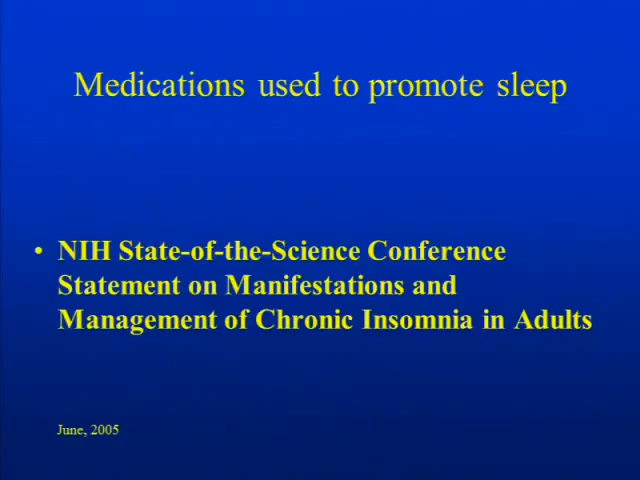 Medications used to promote sleep
• NIH State-of-the-Science Conference
Statement on Manifestations and
Management of Chronic Insomnia in Adults
June, 2005